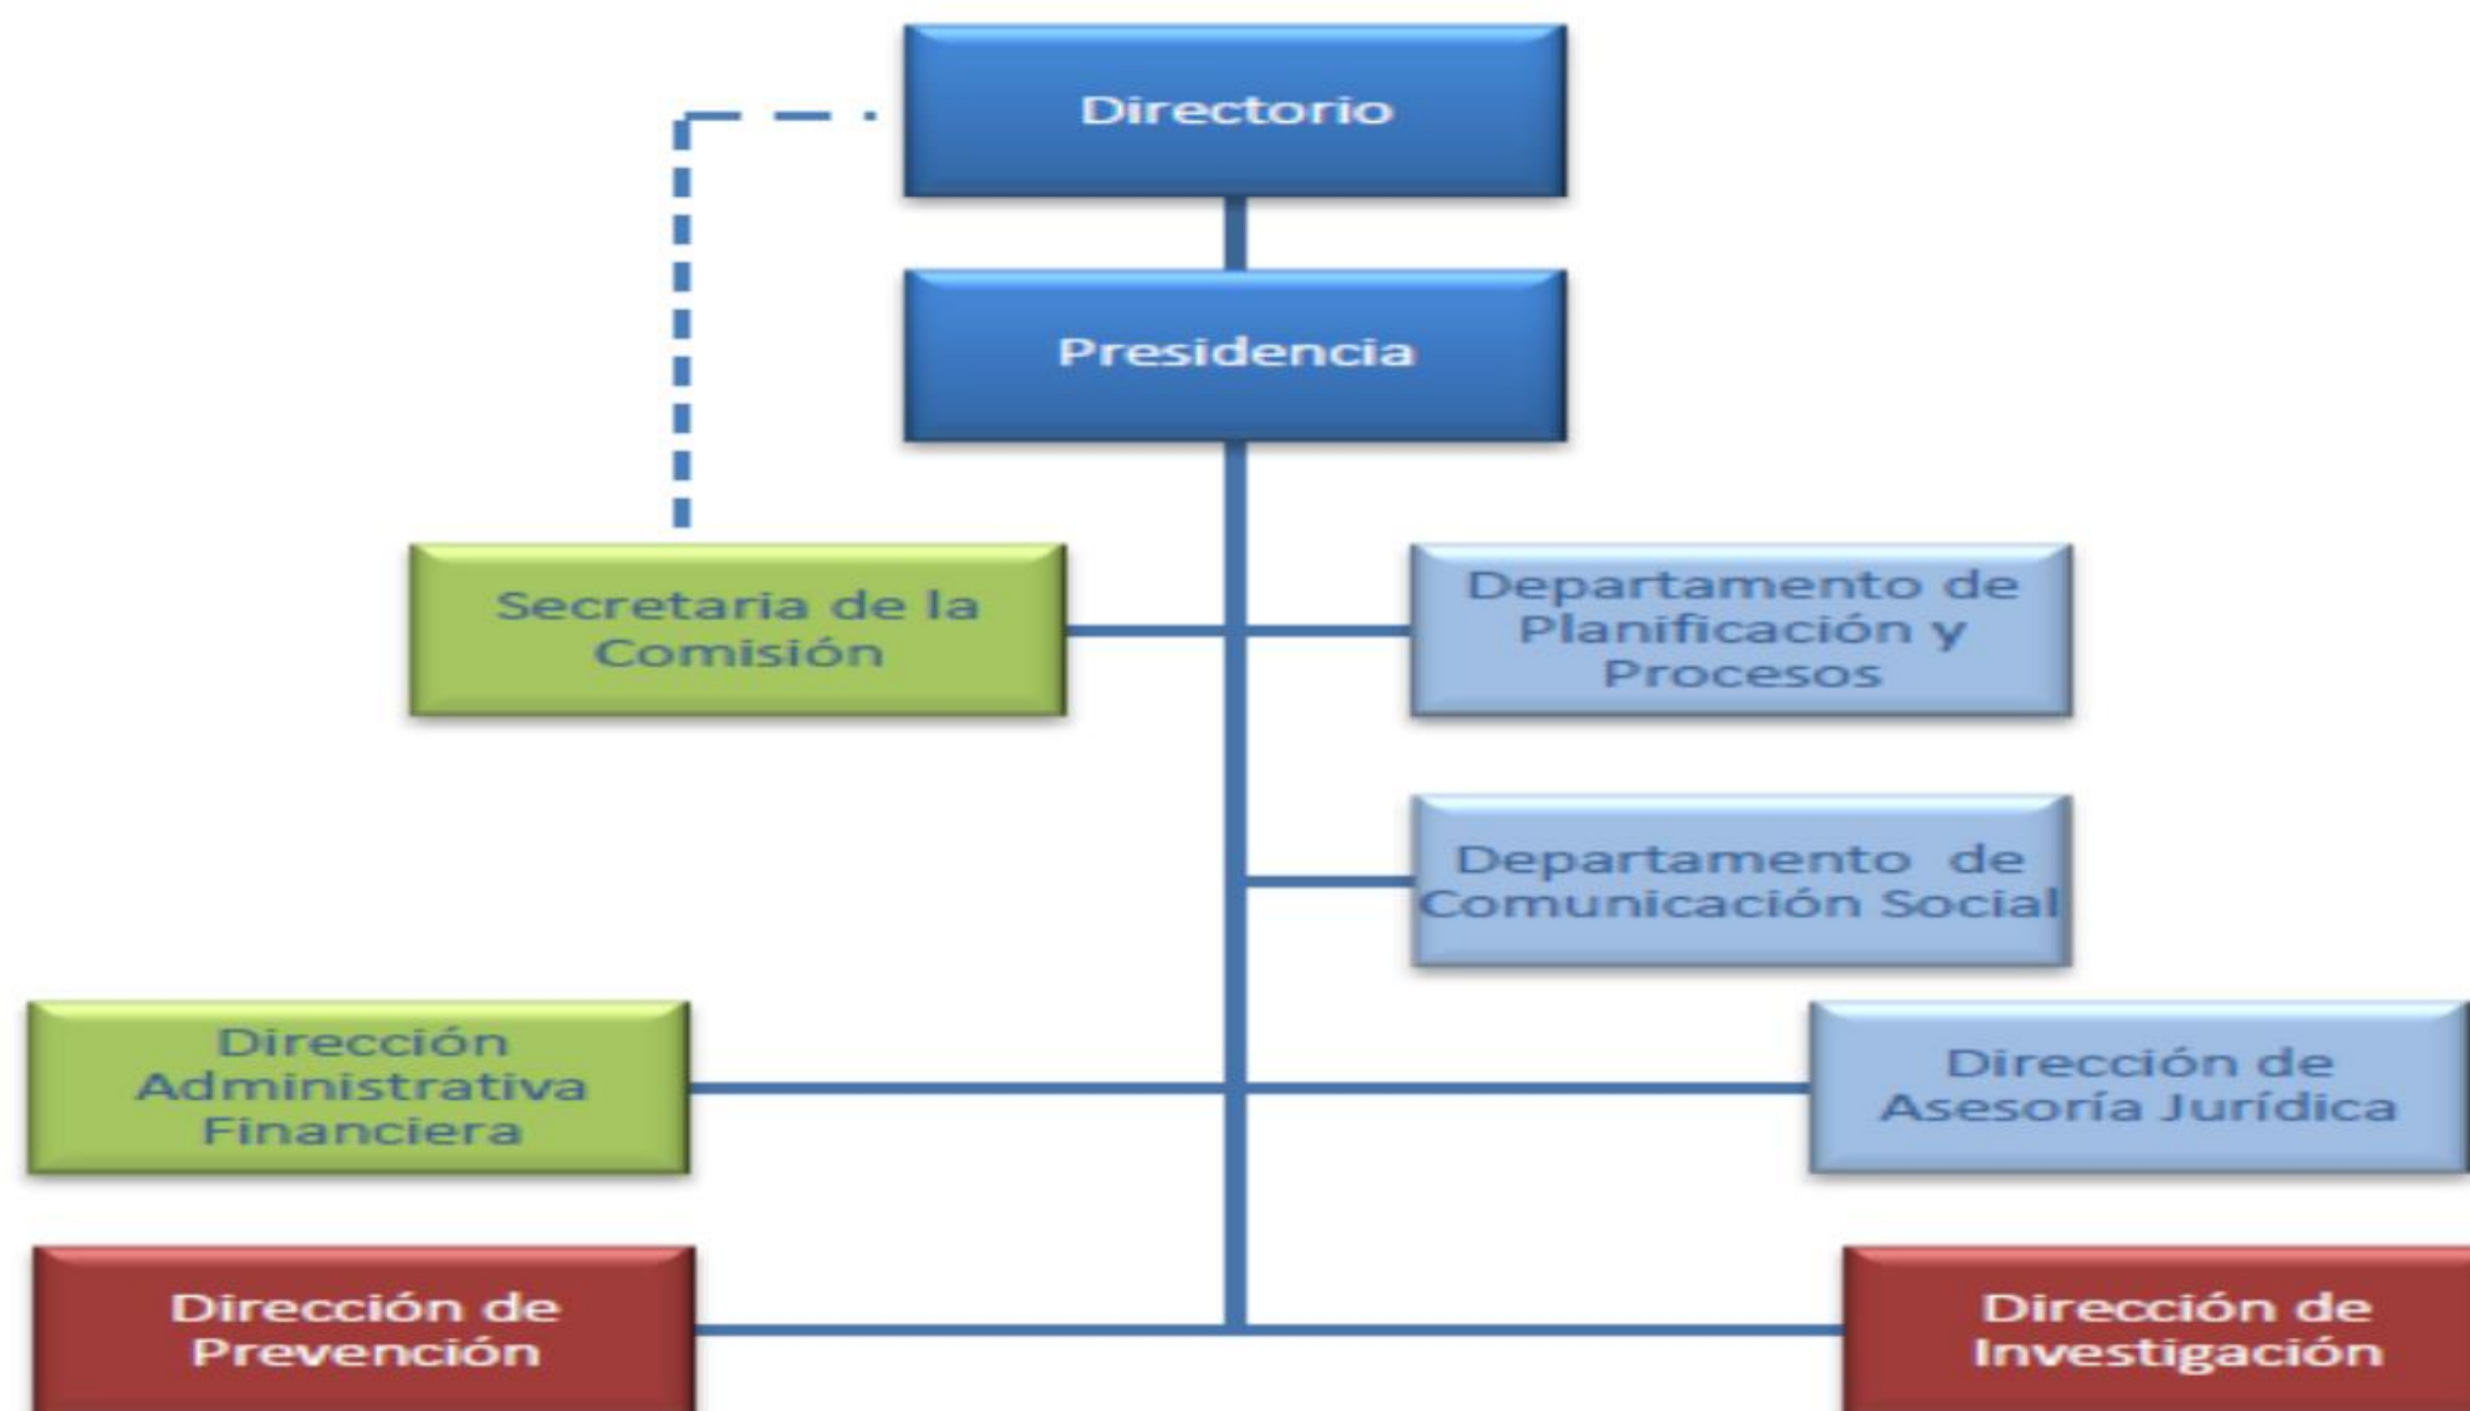 Directorio
Presidencia
Secretaria de la
Comisión
Departamento de
Planificación y
Procesos
Departamento de
Comunicación Social
Dirección
Administrativa
Financiera
Dirección de
Asesoría Jurídica
Dirección de
Prevención
Dirección de
Investigación